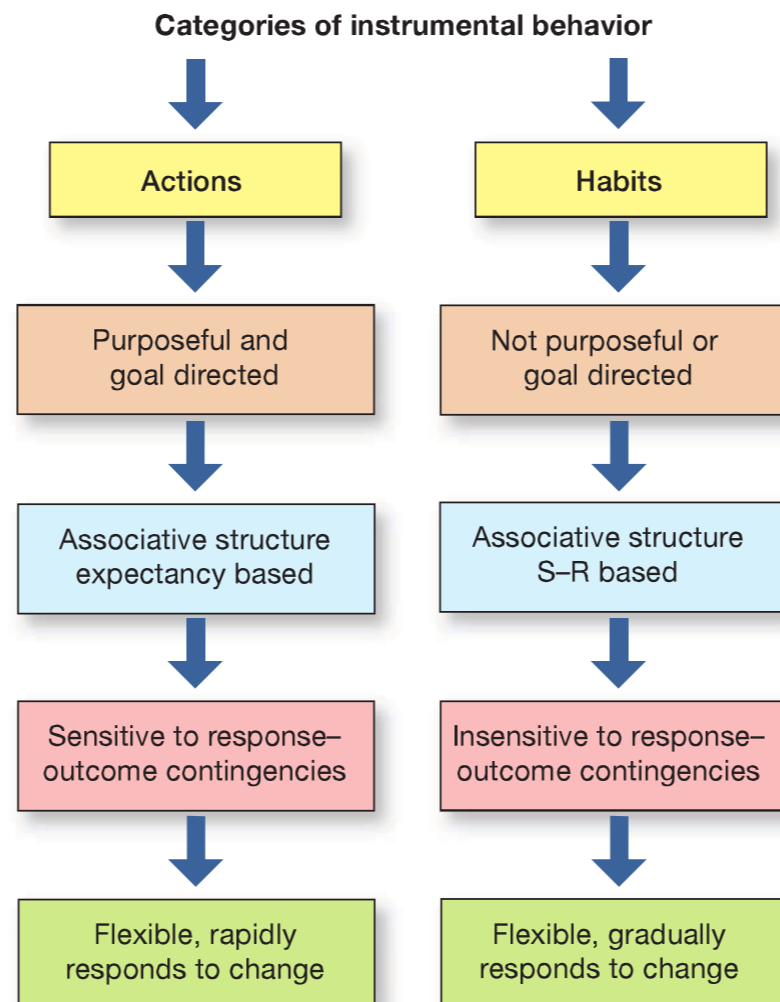 Categories of instrumental behavior
Actions
Purposeful and
goal directed
Associative structure
expectancy based
Sensitive to response–
outcome contingencies
Flexible, rapidly
responds to change
Habits
Not purposeful or
goal directed
Associative structure
S–R based
Insensitive to response–
outcome contingencies
Flexible, gradually
responds to change